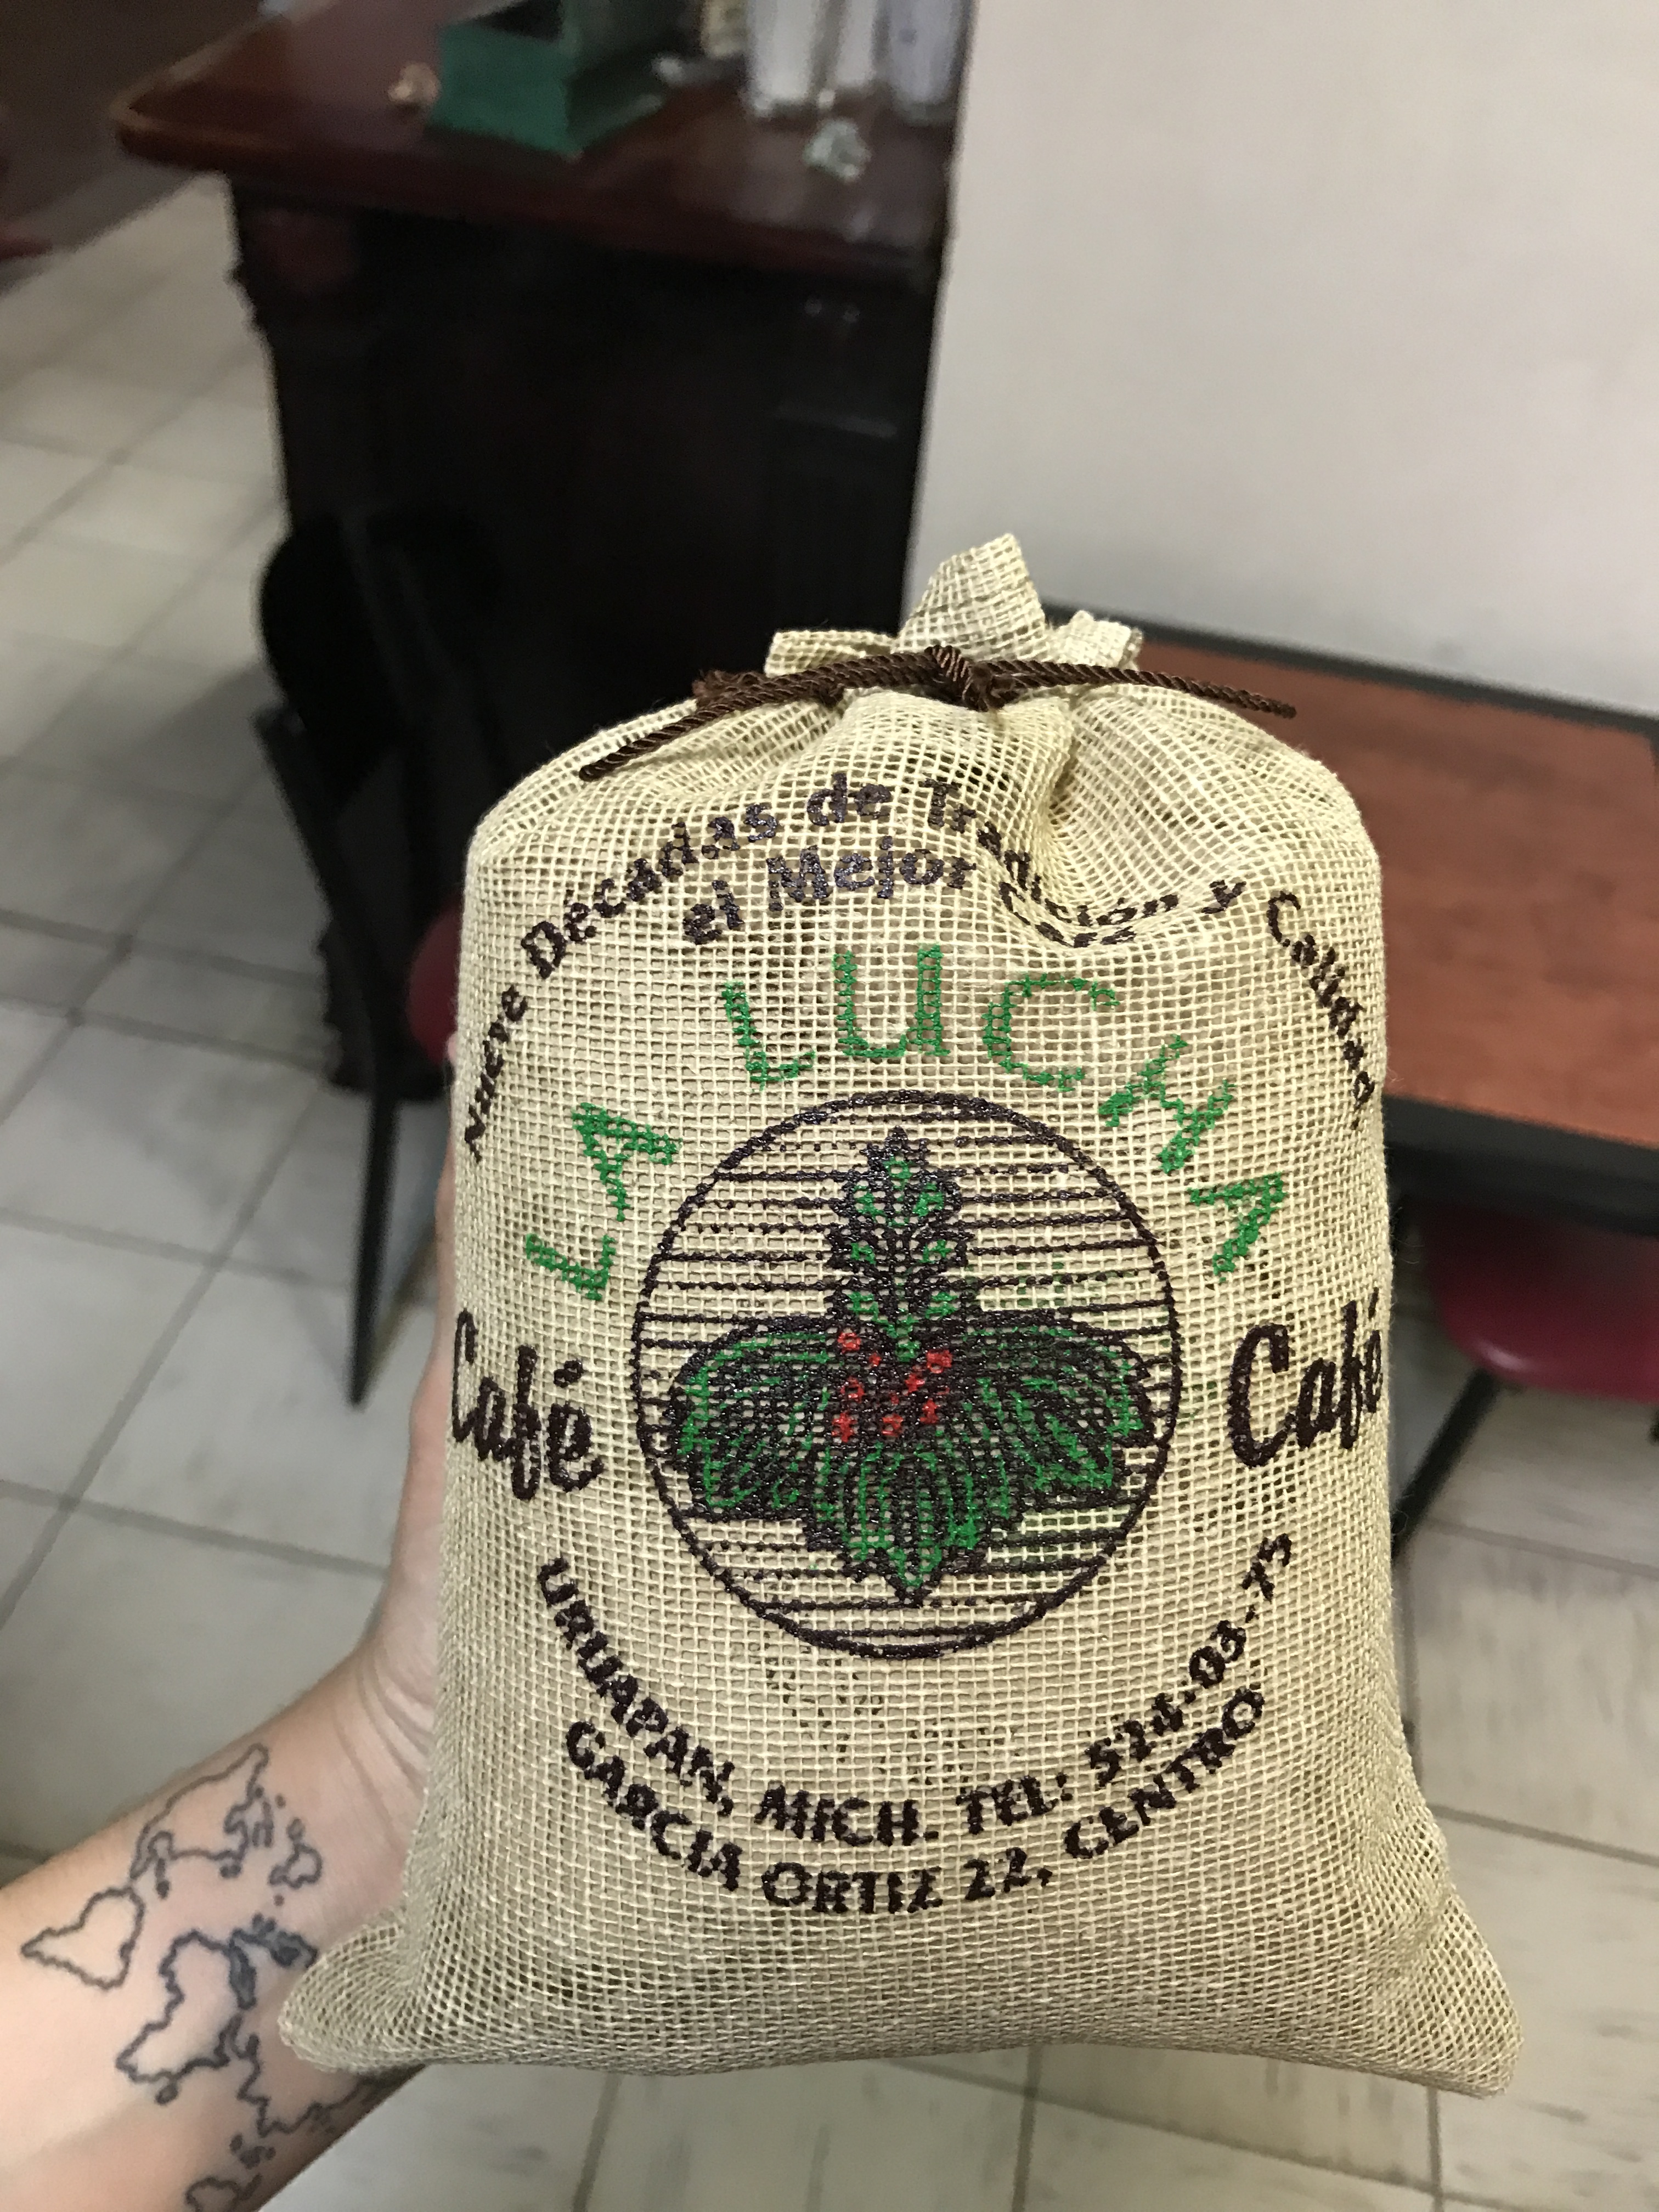 Nueve Décadas de Tradición y Calidad
el Mejor Café
LA LUCHA
Café
Café
URUAPAN, MICH. TEL: 524-03-75
GARCIA ORTIZ 22, CENTRO